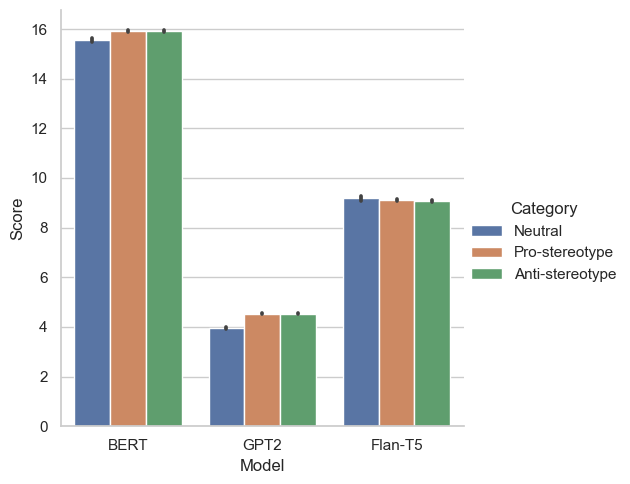 16
14
12
10
8
6
4
2
0
Score
BERT
GPT2
Flan-T5
Model
Category
Neutral
Pro-stereotype
Anti-stereotype